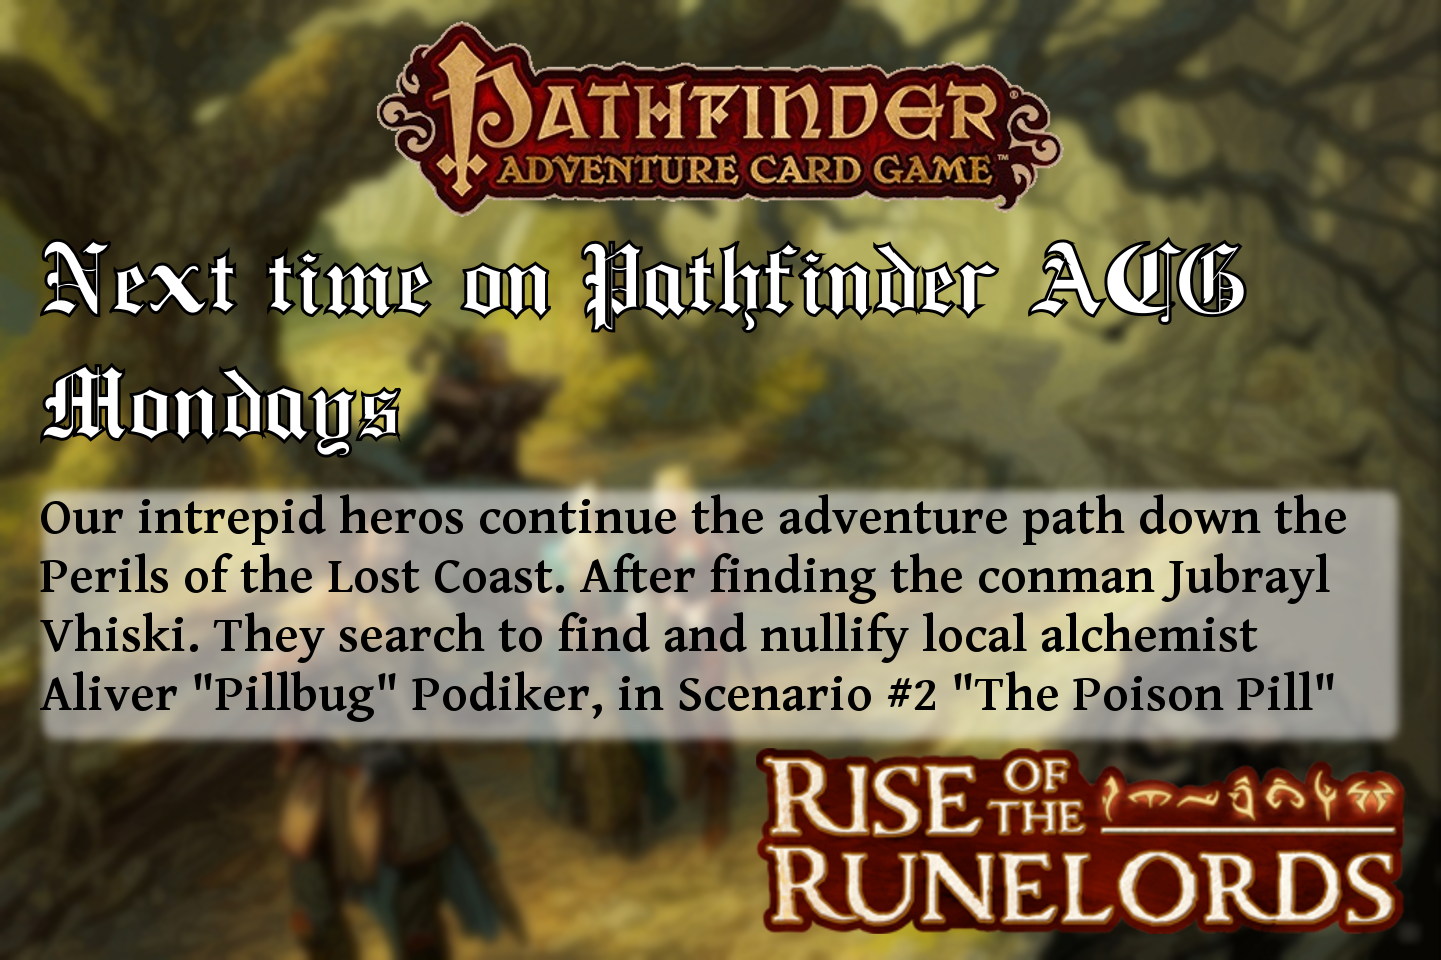 PATHFINDER®
ADVENTURE CARD GAME™
Next time on Pathfinder ACG
Mondays
Our intrepid heros continue the adventure path down the
Perils of the Lost Coast. After finding the conman Jubrayl
Vhiski. They search to find and nullify local alchemist
Aliver "Pillbug" Podiker, in Scenario #2 "The Poison Pill"
RISE OF THE
RUNELORDS